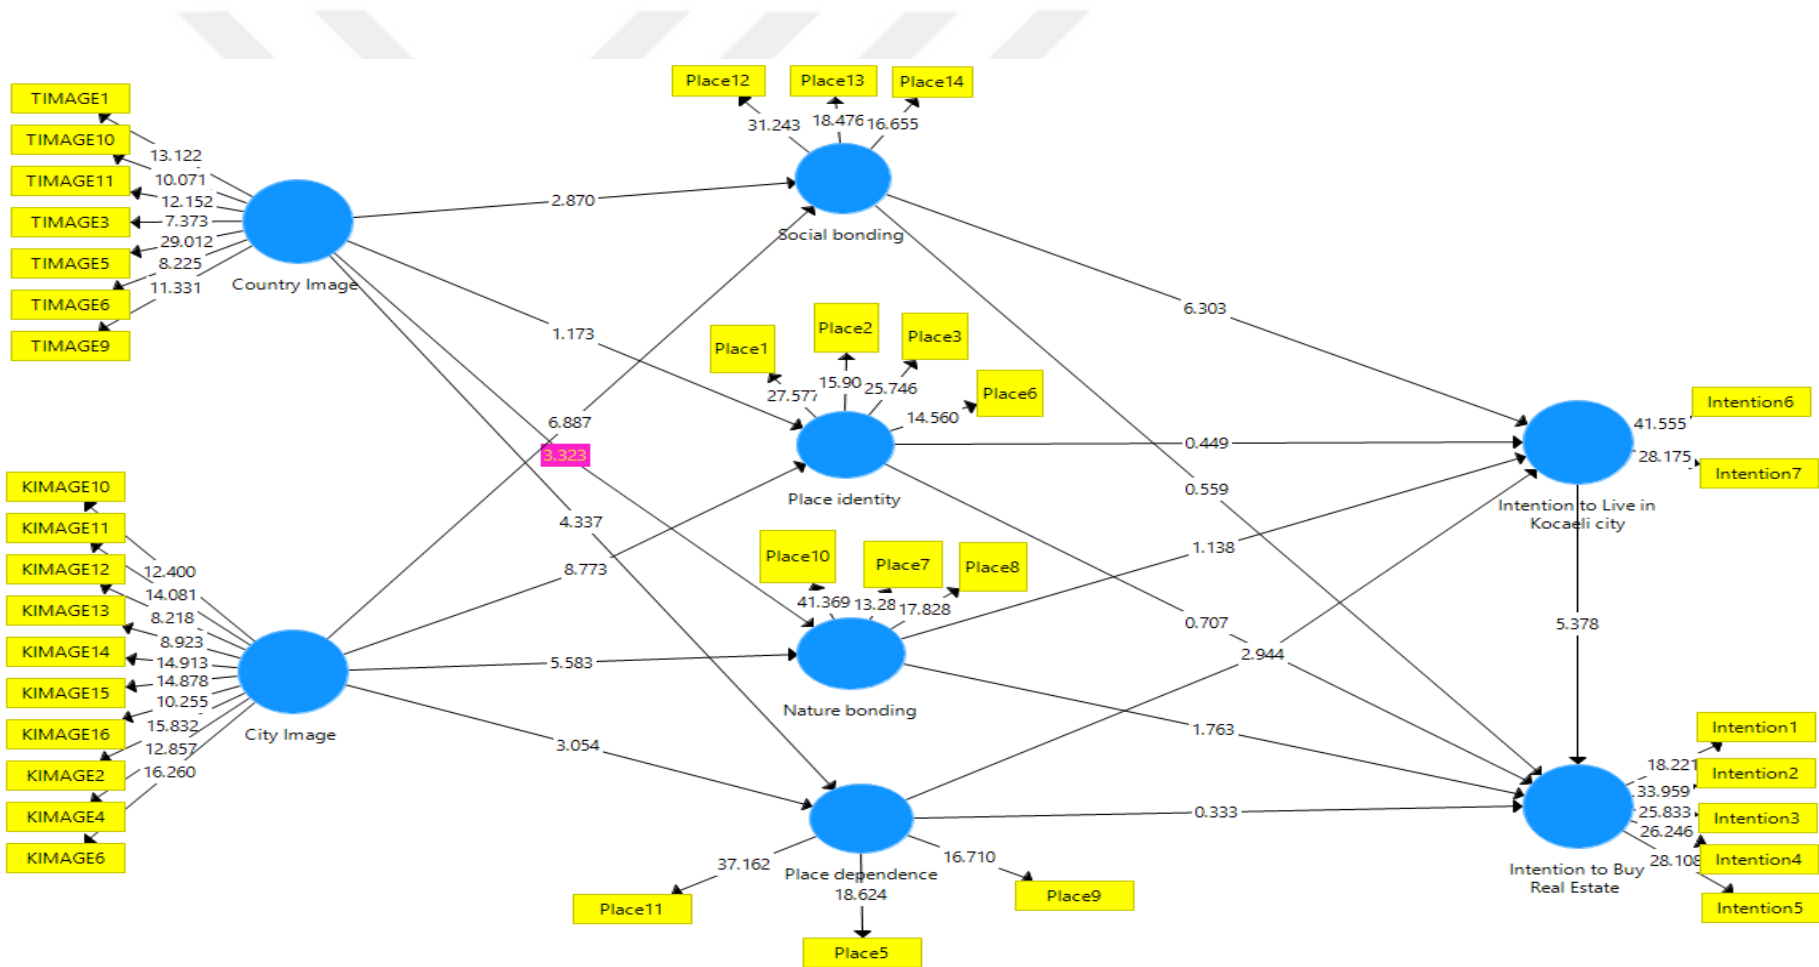 Place12
Place13
Place14
TIMAGE1
TIMAGE10
TIMAGE11
TIMAGE3
TIMAGE5
TIMAGE6
TIMAGE9
13.122
10.071
12.152
7.373
29.012
8.225
11.331
Country Image
31.243
18.476
16.655
Social bonding
2.870
1.173
6.887
3.323
4.337
8.773
5.583
3.054
Place1
Place2
Place3
Place6
27.577
15.90
25.746
14.560
Place identity
6.303
0.449
0.559
1.138
0.707
2.944
1.763
0.333
5.378
Intention6
41.555
28.175
Intention7
Intention to Live in
Kocaeli city
KIMAGE10
KIMAGE11
KIMAGE12
KIMAGE13
KIMAGE14
KIMAGE15
KIMAGE16
KIMAGE2
KIMAGE4
KIMAGE6
12.400
14.081
8.218
8.923
14.913
14.878
10.255
15.832
12.857
16.260
City Image
Place10
Place7
Place8
41.369
13.28
17.828
Nature bonding
Place dependence
37.162
18.624
16.710
Place11
Place5
Place9
Intention1
Intention2
Intention3
Intention4
Intention5
18.221
33.959
25.833
26.246
28.108
Intention to Buy
Real Estate